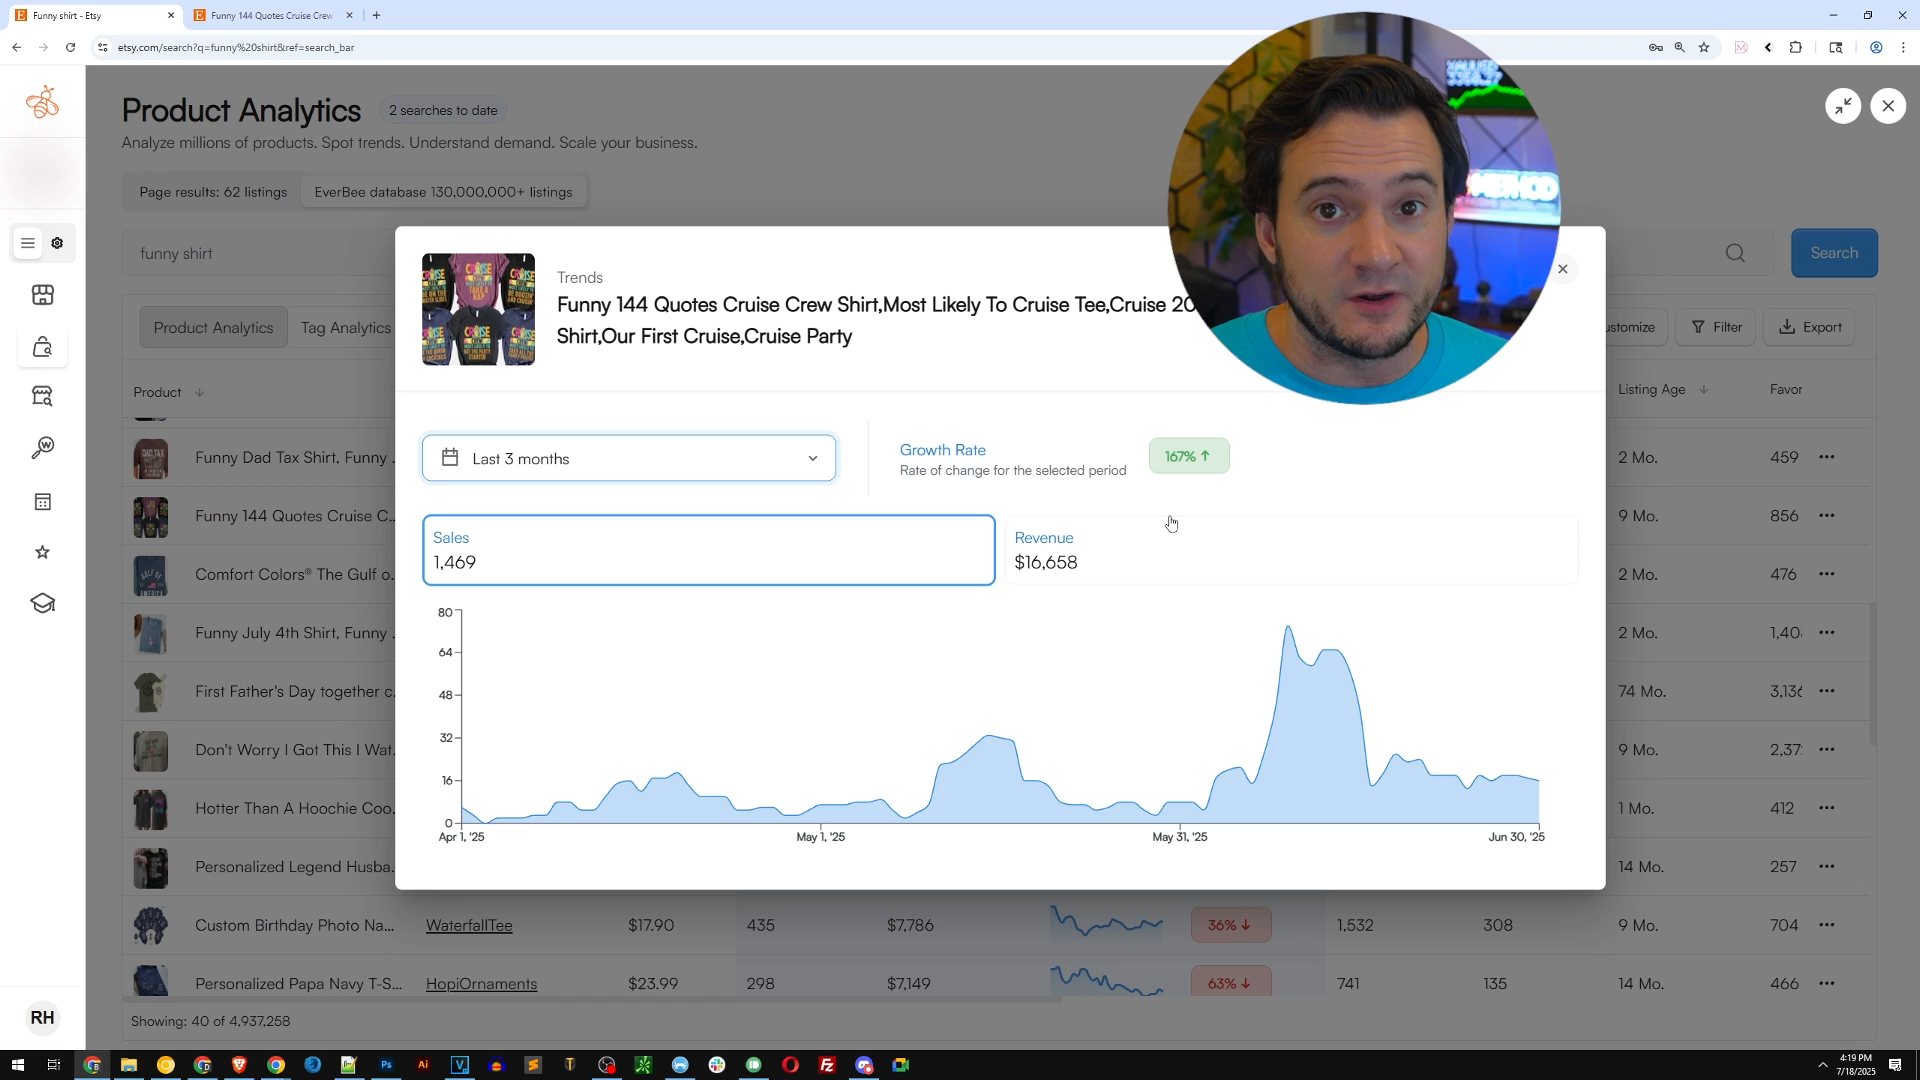 Funny shirt - Etsy
Funny 144 Quotes Cruise Crew
etsy.com/search?q=funny%20shirt&ref=search_bar
Product Analytics
2 searches to date
Analyze millions of products. Spot trends. Understand demand. Scale your business.
Page results: 62 listings
EverBee database 130,000,000+ listings
funny shirt
Search
Product Analytics
Tag Analytics
ustomize
Filter
Export
Product
Listing Age
Favor
Trends
Funny 144 Quotes Cruise Crew Shirt,Most Likely To Cruise Tee,Cruise 20
Shirt,Our First Cruise,Cruise Party
METHOD
Last 3 months
Growth Rate
Rate of change for the selected period
167% ↑
Sales
1,469
Revenue
$16,658
80
64
48
32
16
0
Apr 1, '25
May 1, '25
May 31, '25
Jun 30, '25
Funny Dad Tax Shirt, Funny
2 Mo.
459
Funny 144 Quotes Cruise C...
9 Mo.
856
Comfort Colors® The Gulf o.
2 Mo.
476
Funny July 4th Shirt, Funny
2 Mo.
1,40
First Father's Day together c
74 Mo.
3,136
Don't Worry I Got This I Wat.
9 Mo.
2,37
Hotter Than A Hoochie Coo.
1 Mo.
412
Personalized Legend Husba.
14 Mo.
257
Custom Birthday Photo Na...
WaterfallTee
$17.90
435
$7,786
36% ↓
1,532
308
9 Mo.
704
Personalized Papa Navy T-S...
HopiOrnaments
$23.99
298
$7,149
63% ↓
741
135
14 Mo.
466
Showing: 40 of 4,937,258
RH
4:19 PM
7/18/2025